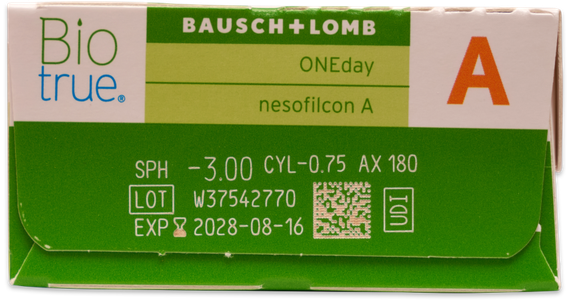 Bio
true®
BAUSCH+LOMB
ONEday
nesofilcon A
A
SPH -3.00 CYL-0.75 AX 180
LOT W37542770
EXP 2028-08-16
UDI